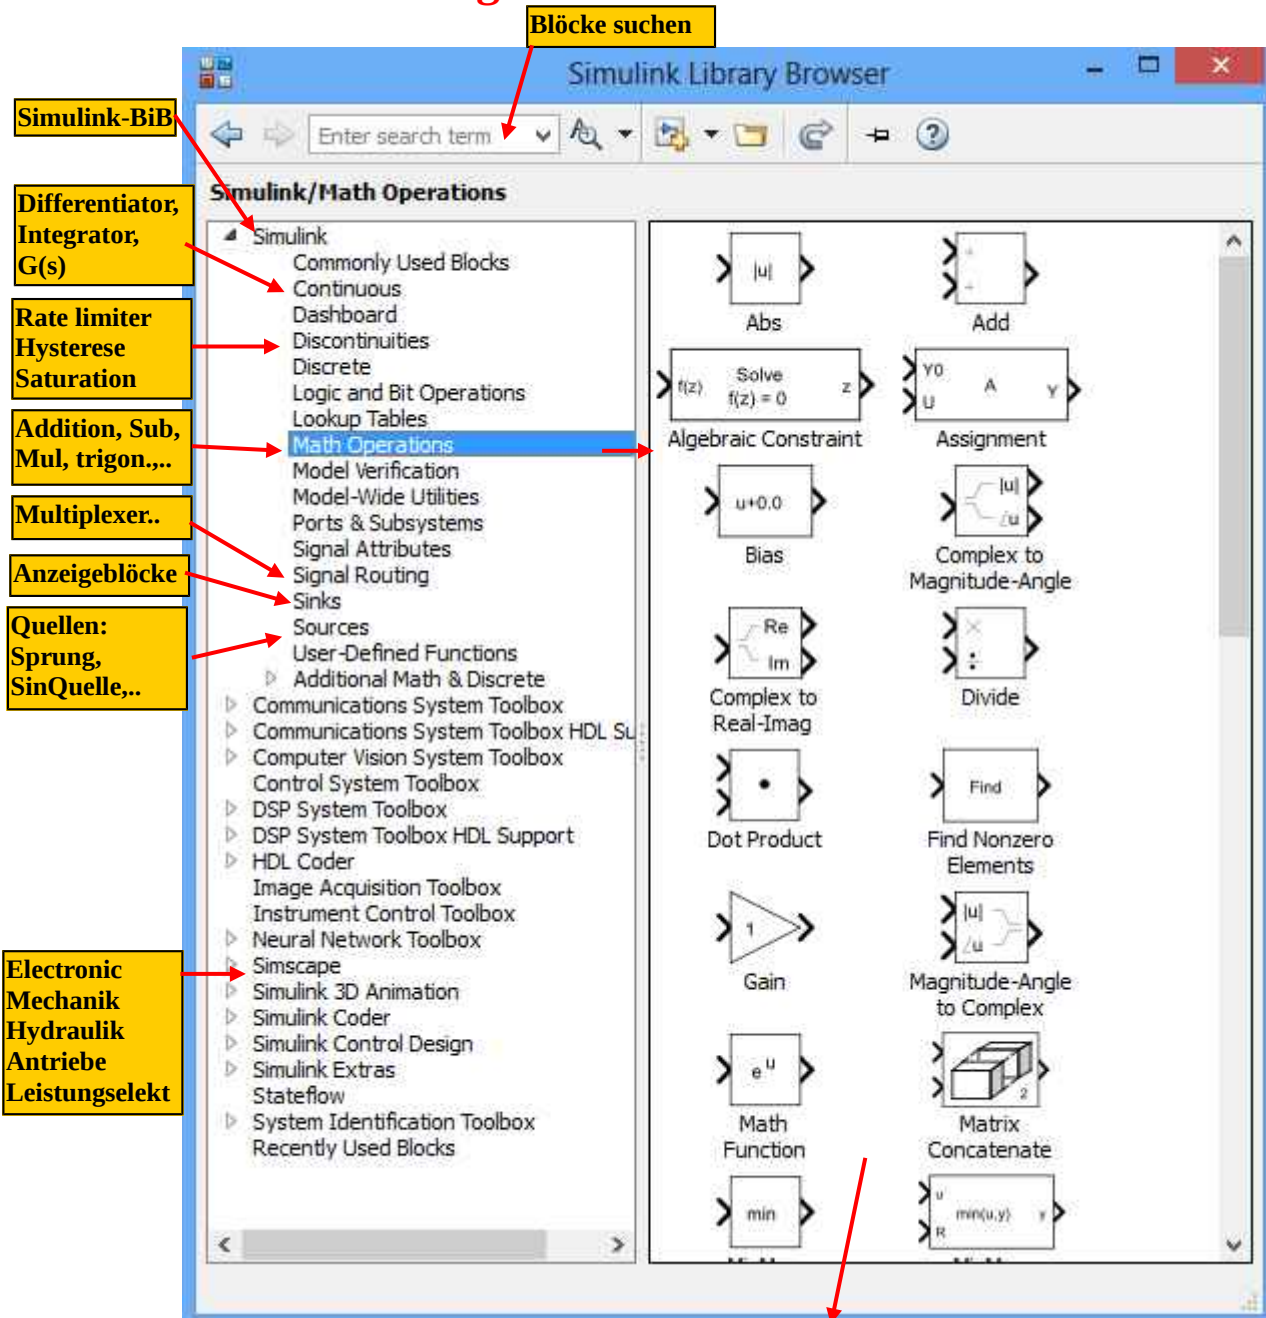 g
Blöcke suchen
Simulink Library Browser
Simulink-BiB
Enter search term
Simulink/Math Operations
Differentiator,
Integrator,
G(s)
Rate limiter
Hysterese
Saturation
Addition, Sub,
Mul, trigon.,..
Multiplexer..
Anzeigeblöcke
Quellen:
Sprung,
SinQuelle,..
Electronic
Mechanik
Hydraulik
Antriebe
Leistungselekt
Simulink
Commonly Used Blocks
Continuous
Dashboard
Discontinuities
Discrete
Logic and Bit Operations
Lookup Tables
Math Operations
Model Verification
Model-Wide Utilities
Ports & Subsystems
Signal Attributes
Signal Routing
Sinks
Sources
User-Defined Functions
Additional Math & Discrete
Communications System Toolbox
Communications System Toolbox HDL Su
Computer Vision System Toolbox
Control System Toolbox
DSP System Toolbox
DSP System Toolbox HDL Support
HDL Coder
Image Acquisition Toolbox
Instrument Control Toolbox
Neural Network Toolbox
Simscape
Simulink 3D Animation
Simulink Coder
Simulink Control Design
Simulink Extras
Stateflow
System Identification Toolbox
Recently Used Blocks
|u|
Abs
+
+
Add
f(z) Solve z
f(z) = 0
Algebraic Constraint
Y0 A Y
U
Assignment
u+0.0
Bias
|u|
∠u
Complex to
Magnitude-Angle
Re
Im
Complex to
Real-Imag
×
÷
Divide
Dot Product
Find
Find Nonzero
Elements
1
Gain
|u|
∠u
Magnitude-Angle
to Complex
e^u
Math
Function
2
Matrix
Concatenate
min
u
min(u,y) y
R